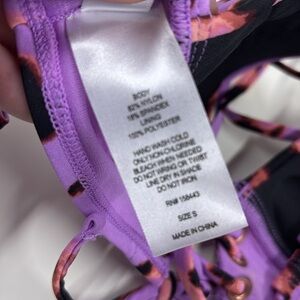 BODY
82% NYLON
18% SPANDEX
LINING
100% POLYESTER
HAND WASH COLD
ONLY NON-CHLORINE
BLEACH WHEN NEEDED
DO NOT WRING OR TWIST
LINE DRY IN SHADE
DO NOT IRON.
RN# 158443
SIZE S
MADE IN CHINA